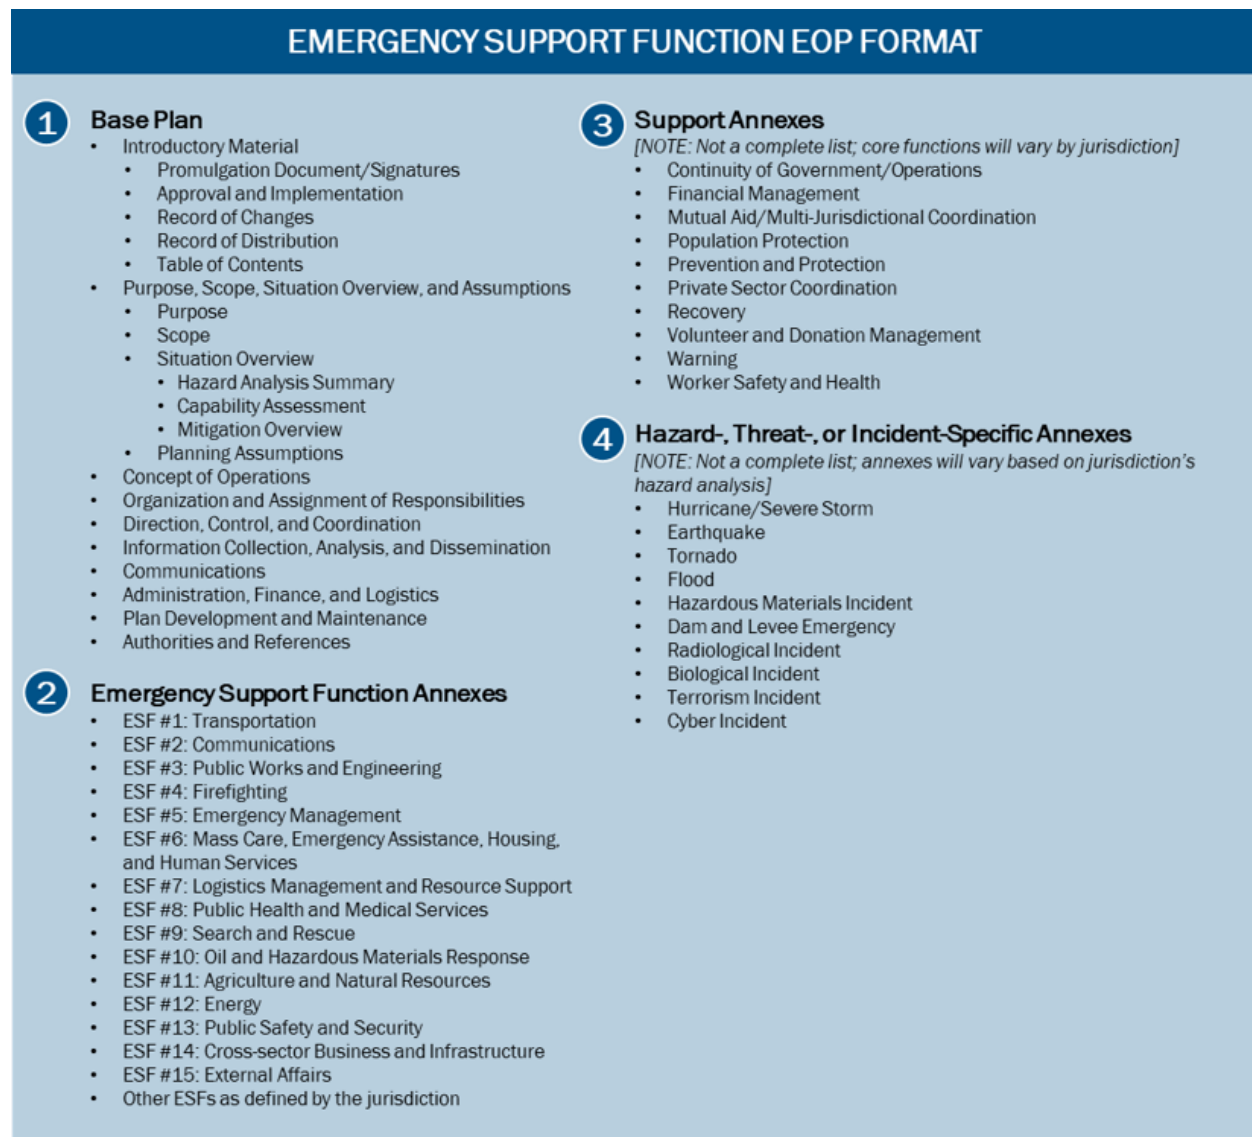 EMERGENCY SUPPORT FUNCTION EOP FORMAT
1
Base Plan
• Introductory Material
• Promulgation Document/Signatures
• Approval and Implementation
• Record of Changes
• Record of Distribution
• Table of Contents
• Purpose, Scope, Situation Overview, and Assumptions
• Purpose
• Scope
• Situation Overview
• Hazard Analysis Summary
• Capability Assessment
• Mitigation Overview
• Planning Assumptions
• Concept of Operations
• Organization and Assignment of Responsibilities
• Direction, Control, and Coordination
• Information Collection, Analysis, and Dissemination
• Communications
• Administration, Finance, and Logistics
• Plan Development and Maintenance
• Authorities and References
2
Emergency Support Function Annexes
• ESF #1: Transportation
• ESF #2: Communications
• ESF #3: Public Works and Engineering
• ESF #4: Firefighting
• ESF #5: Emergency Management
• ESF #6: Mass Care, Emergency Assistance, Housing,
and Human Services
• ESF #7: Logistics Management and Resource Support
• ESF #8: Public Health and Medical Services
• ESF #9: Search and Rescue
• ESF #10: Oil and Hazardous Materials Response
• ESF #11: Agriculture and Natural Resources
• ESF #12: Energy
• ESF #13: Public Safety and Security
• ESF #14: Cross-sector Business and Infrastructure
• ESF #15: External Affairs
• Other ESFs as defined by the jurisdiction
3
Support Annexes
[NOTE: Not a complete list; core functions will vary by jurisdiction]
• Continuity of Government/Operations
• Financial Management
• Mutual Aid/Multi-Jurisdictional Coordination
• Population Protection
• Prevention and Protection
• Private Sector Coordination
• Recovery
• Volunteer and Donation Management
• Warning
• Worker Safety and Health
4
Hazard-, Threat-, or Incident-Specific Annexes
[NOTE: Not a complete list; annexes will vary based on jurisdiction's
hazard analysis]
• Hurricane/Severe Storm
• Earthquake
• Tornado
• Flood
• Hazardous Materials Incident
• Dam and Levee Emergency
• Radiological Incident
• Biological Incident
• Terrorism Incident
• Cyber Incident